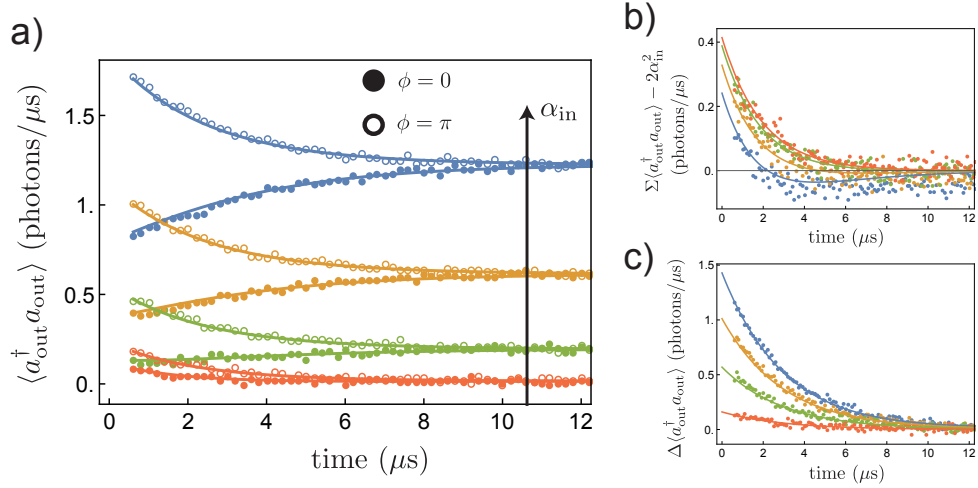 a)
⟨a†out aout⟩ (photons/μs)
1.5
1.
0.5
0.
ϕ = 0
ϕ = π
αin
0 2 4 6 8 10 12
time (μs)
b)
Σ⟨a†out aout⟩ − 2α²in
(photons/μs)
0.4
0.2
0.
0 2 4 6 8 10 12
time (μs)
c)
Δ⟨a†out aout⟩ (photons/μs)
1.5
1.
0.5
0.
0 2 4 6 8 10 12
time (μs)